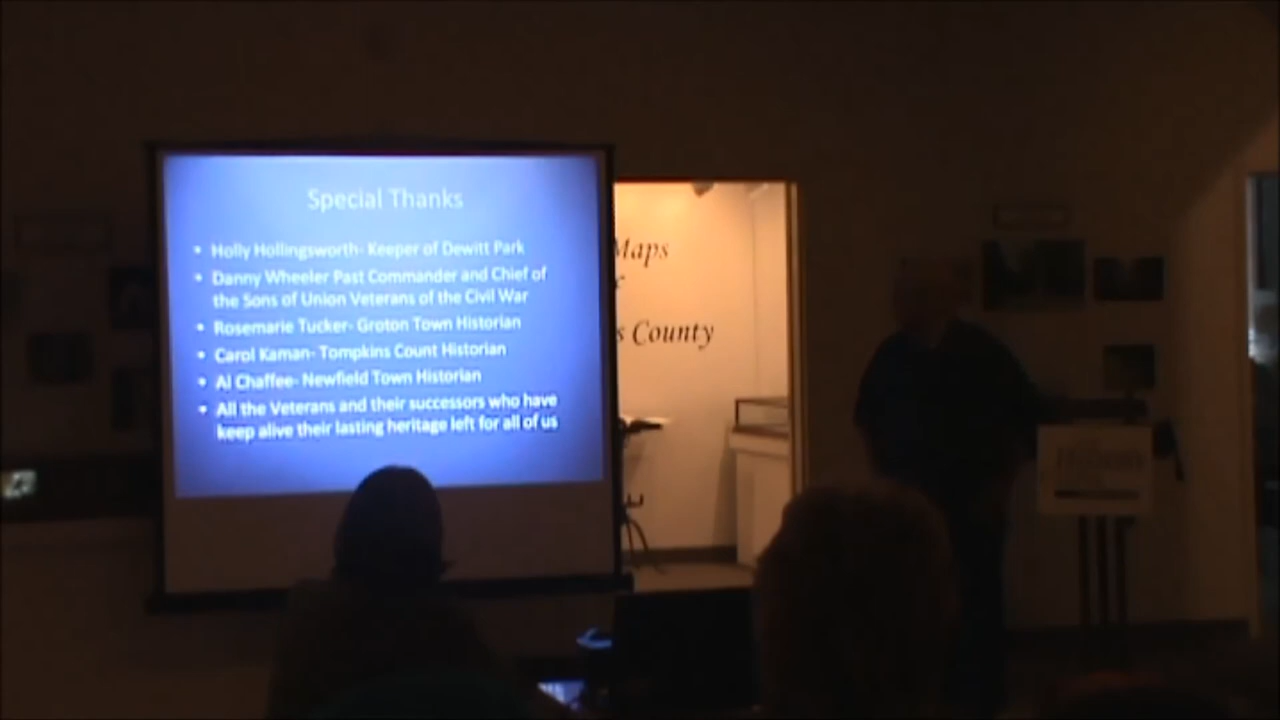 Special Thanks
• Holly Hollingsworth- Keeper of Dewitt Park
• Danny Wheeler Past Commander and Chief of
the Sons of Union Veterans of the Civil War
• Rosemarie Tucker- Groton Town Historian
• Carol Kaman- Tompkins Count Historian
• Al Chaffee- Newfield Town Historian
• All the Veterans and their successors who have
keep alive their lasting heritage left for all of us
Maps
s County